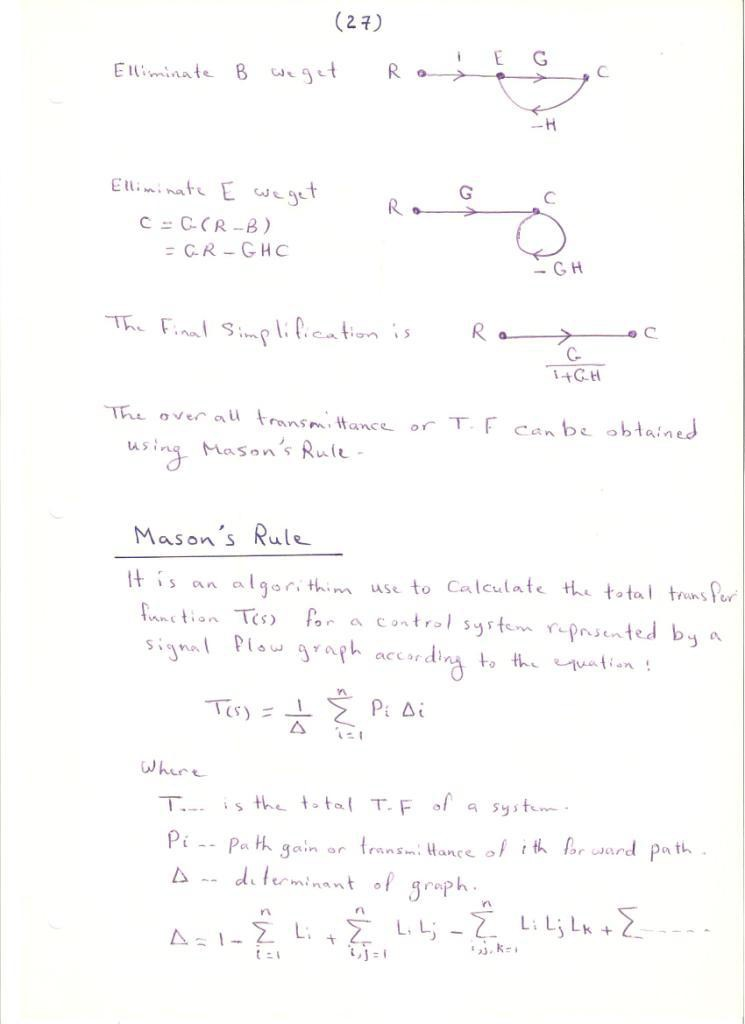 (27)
Elliminate B we get R 1 E G C
-H
Elliminate E we get R G C
C = G(R-B)
= GR - GHC
- GH
The Final Simplification is R C
G
1+GH
The over all transmittance or T.F can be obtained
using Mason's Rule -
Mason's Rule
It is an algorithim use to Calculate the total transfer
function T(s) for a control system represented by a
signal flow graph according to the equation :
T(s) = 1/Δ n∑i=1 Pi Δi
Where
T.... is the total T.F of a system.
Pi -- Path gain or transmittance of ith forward path.
Δ -- determinant of graph.
Δ = 1 - n∑i=1 Li + n∑i,j=1 Li Lj - n∑i,j,k=1 Li Lj Lk + ∑ -----